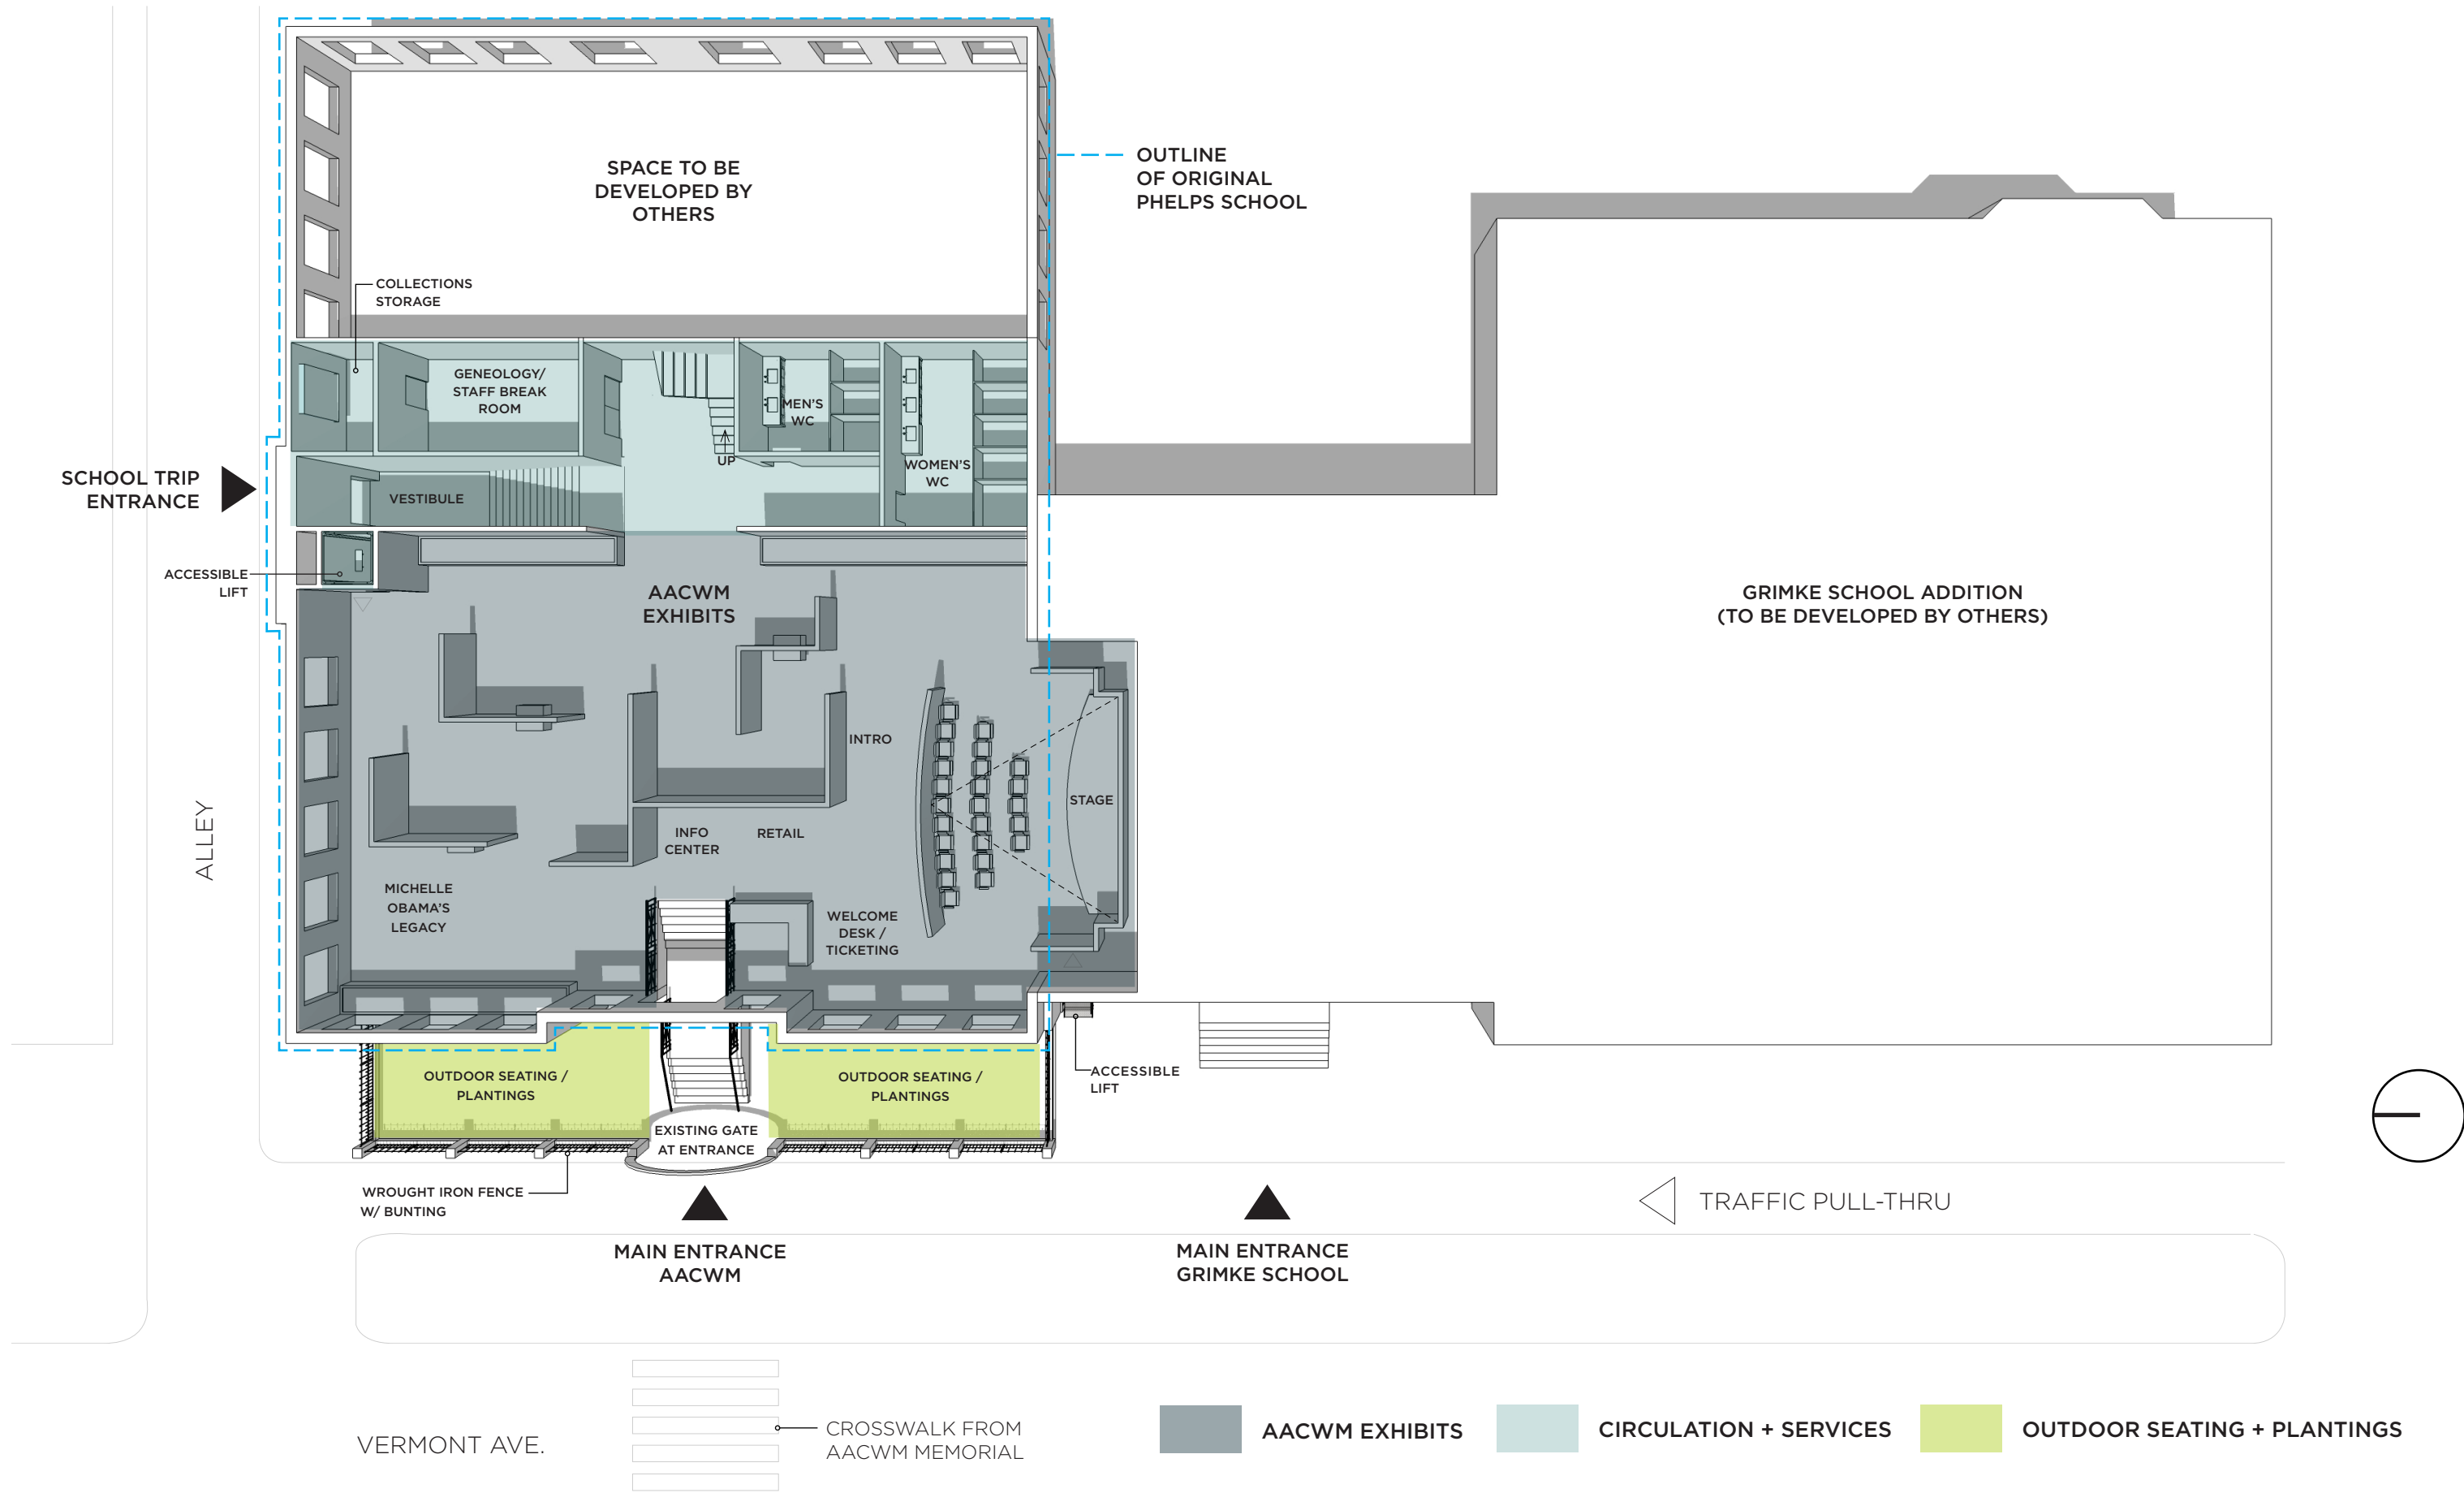 SPACE TO BE
DEVELOPED BY
OTHERS
OUTLINE
OF ORIGINAL
PHELPS SCHOOL
COLLECTIONS
STORAGE
GENEOLOGY/
STAFF BREAK
ROOM
MEN'S
WC
UP
WOMEN'S
WC
SCHOOL TRIP
ENTRANCE
VESTIBULE
ACCESSIBLE
LIFT
AACWM
EXHIBITS
GRIMKE SCHOOL ADDITION
(TO BE DEVELOPED BY OTHERS)
INTRO
STAGE
ALLEY
INFO
CENTER
RETAIL
MICHELLE
OBAMA'S
LEGACY
WELCOME
DESK /
TICKETING
OUTDOOR SEATING /
PLANTINGS
OUTDOOR SEATING /
PLANTINGS
ACCESSIBLE
LIFT
EXISTING GATE
AT ENTRANCE
WROUGHT IRON FENCE
W/ BUNTING
TRAFFIC PULL-THRU
MAIN ENTRANCE
AACWM
MAIN ENTRANCE
GRIMKE SCHOOL
VERMONT AVE.
CROSSWALK FROM
AACWM MEMORIAL
AACWM EXHIBITS
CIRCULATION + SERVICES
OUTDOOR SEATING + PLANTINGS